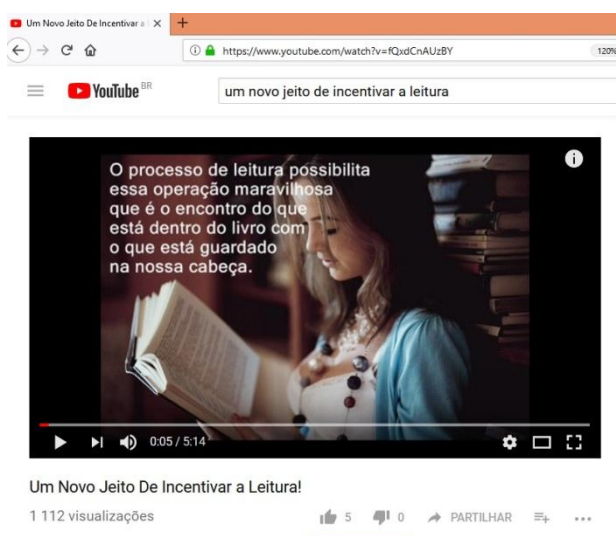 Um Novo Jeito De Incentivar a
https://www.youtube.com/watch?v=fQxdCnAUzBY
120%
YouTube BR
um novo jeito de incentivar a leitura
O processo de leitura possibilita
essa operação maravilhosa
que é o encontro do que
está dentro do livro com
o que está guardado
na nossa cabeça.
0:05 / 5:14
Um Novo Jeito De Incentivar a Leitura!
1 112 visualizações
5 0 PARTILHAR